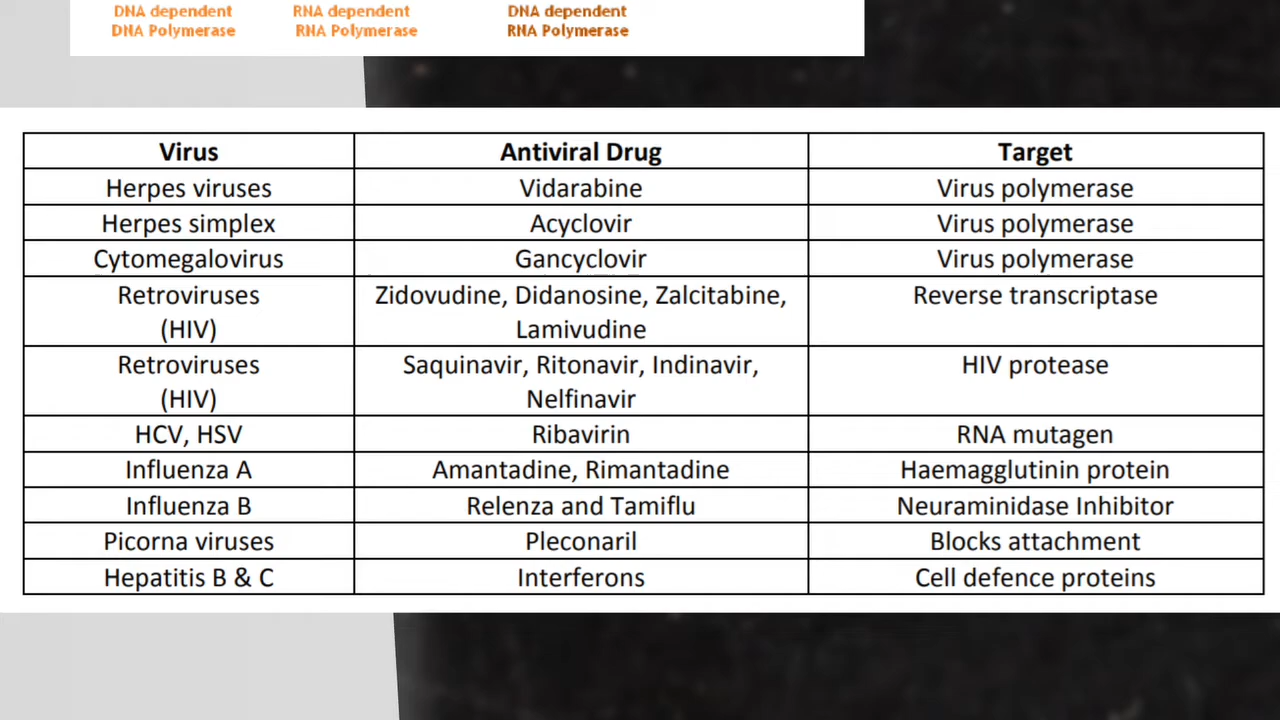 DNA dependent RNA dependent DNA dependent
DNA Polymerase RNA Polymerase RNA Polymerase
Virus Antiviral Drug Target
Herpes viruses Vidarabine Virus polymerase
Herpes simplex Acyclovir Virus polymerase
Cytomegalovirus Gancyclovir Virus polymerase
Retroviruses Zidovudine, Didanosine, Zalcitabine, Reverse transcriptase
(HIV) Lamivudine
Retroviruses Saquinavir, Ritonavir, Indinavir, HIV protease
(HIV) Nelfinavir
HCV, HSV Ribavirin RNA mutagen
Influenza A Amantadine, Rimantadine Haemagglutinin protein
Influenza B Relenza and Tamiflu Neuraminidase Inhibitor
Picorna viruses Pleconaril Blocks attachment
Hepatitis B & C Interferons Cell defence proteins